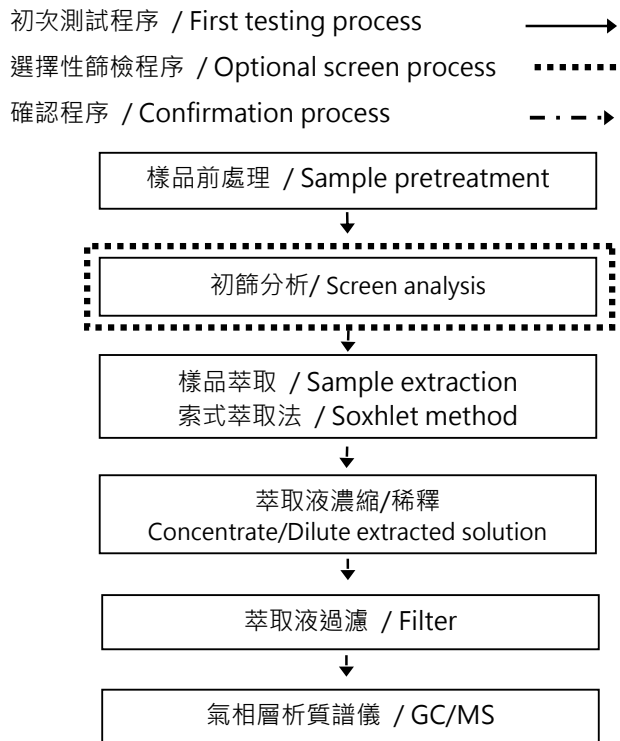 初次測試程序 / First testing process
選擇性篩檢程序 / Optional screen process
確認程序 / Confirmation process
樣品前處理 / Sample pretreatment
初篩分析/ Screen analysis
樣品萃取 / Sample extraction
索式萃取法 / Soxhlet method
萃取液濃縮/稀釋
Concentrate/Dilute extracted solution
萃取液過濾 / Filter
氣相層析質譜儀 / GC/MS